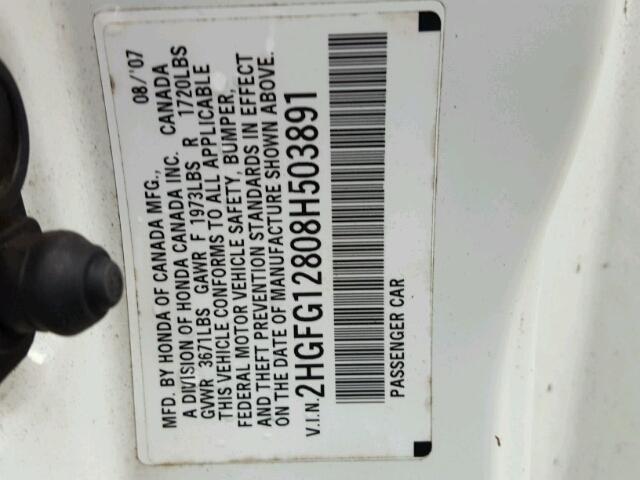 MFD. BY HONDA OF CANADA MFG., 08/'07
A DIVISION OF HONDA CANADA INC. CANADA
GVWR 3671LBS GAWR F 1973LBS R 1720LBS
THIS VEHICLE CONFORMS TO ALL APPLICABLE
FEDERAL MOTOR VEHICLE SAFETY, BUMPER,
AND THEFT PREVENTION STANDARDS IN EFFECT
ON THE DATE OF MANUFACTURE SHOWN ABOVE.
V.I.N. 2HGFG12808H503891
PASSENGER CAR